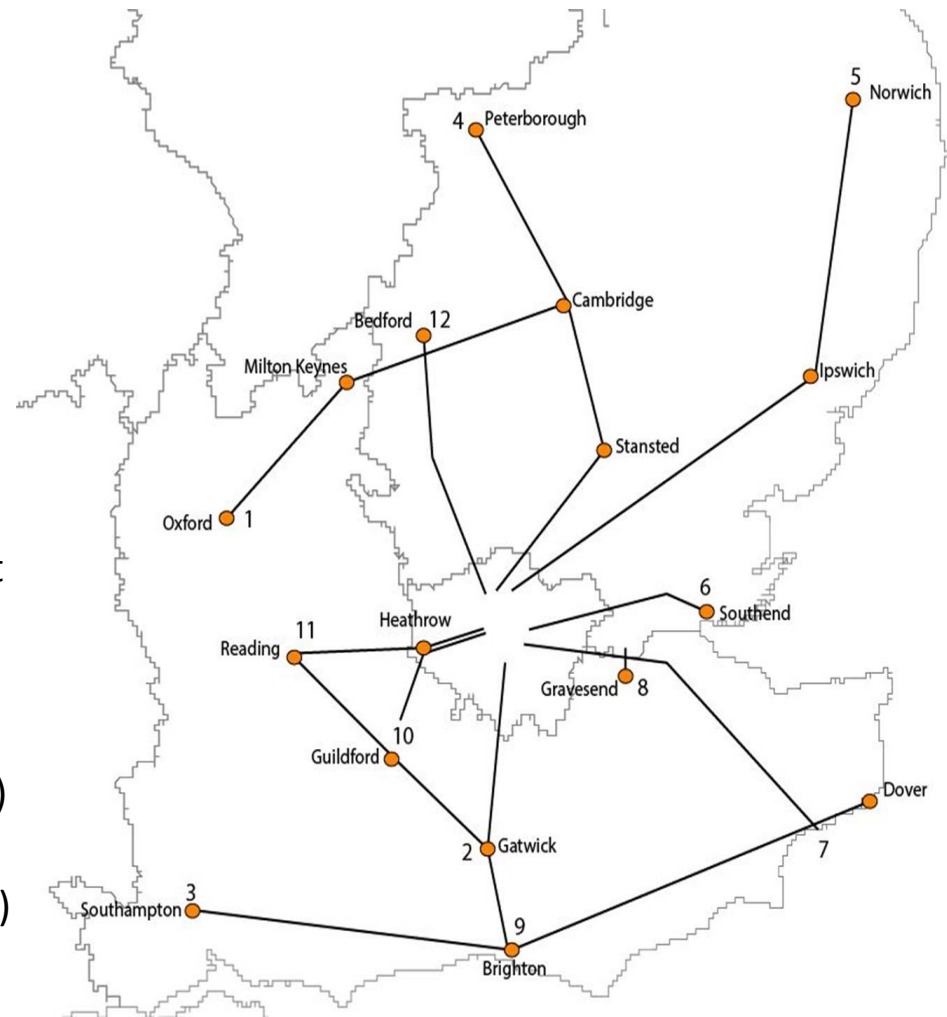 5
Norwich
4 Peterborough
Cambridge
Bedford 12
Milton Keynes
Ipswich
Stansted
Oxford 1
t
6
Southend
Heathrow
11
Reading
Gravesend 8
10
Guildford
)
Dover
2 Gatwick
7
3
Southampton
)
9
Brighton